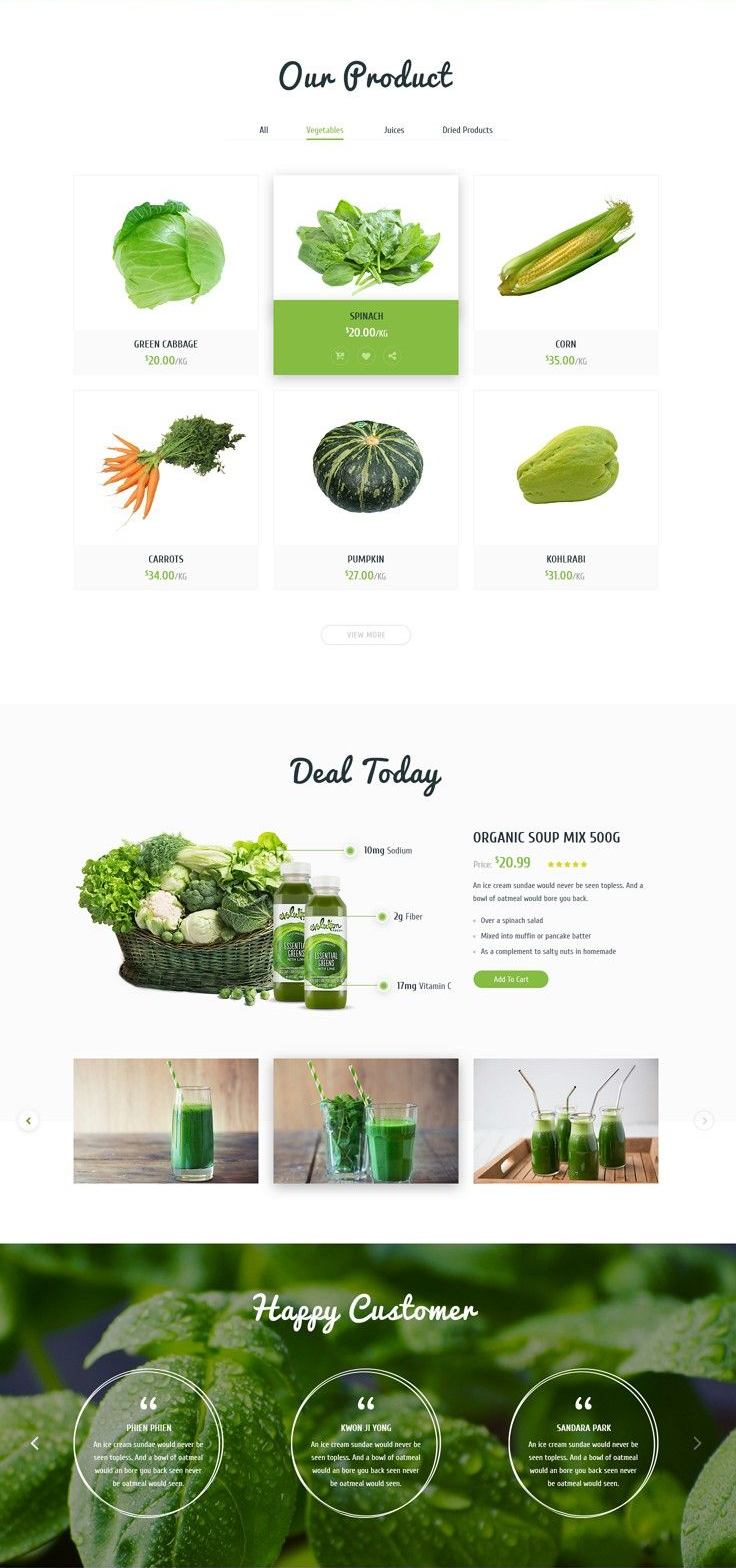 Our Product
All Vegetables Juices Dried Products
GREEN CABBAGE
$20.00/KG
SPINACH
$20.00/KG
CORN
$35.00/KG
CARROTS
$34.00/KG
PUMPKIN
$27.00/KG
KOHLRABI
$31.00/KG
VIEW MORE
Deal Today
10mg Sodium
2g Fiber
17mg Vitamin C
evolution
ESSENTIAL
GREENS
WITH LIME
ORGANIC SOUP MIX 500G
Price: $20.99
An ice cream sundae would never be seen topless. And a
bowl of oatmeal would bore you back.
Over a spinach salad
Mixed into muffin or pancake batter
As a complement to salty nuts in homemade
Add To Cart
Happy Customer
“
PHIEN PHIEN
An ice cream sundae would never be
seen topless. And a bowl of oatmeal
would an bore you back seen never
be oatmeal would seen.
“
KWON JI YONG
An ice cream sundae would never be
seen topless. And a bowl of oatmeal
would an bore you back seen never
be oatmeal would seen.
“
SANDARA PARK
An ice cream sundae would never be
seen topless. And a bowl of oatmeal
would an bore you back seen never
be oatmeal would seen.